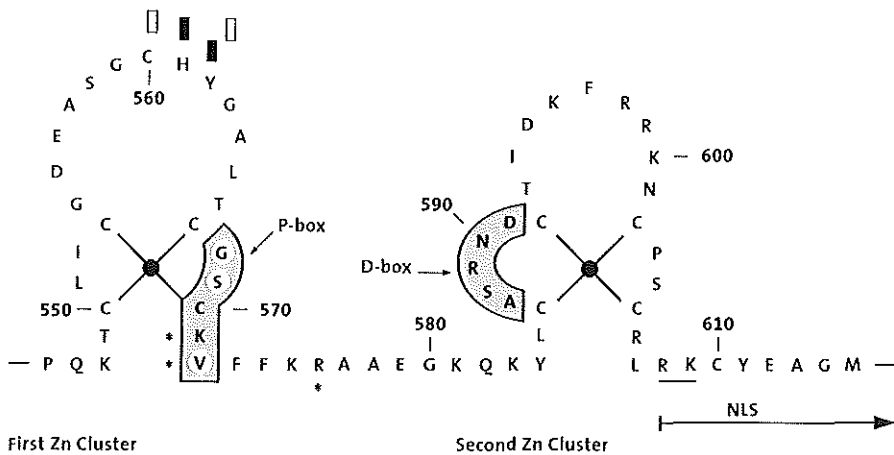 G C H Y
S
560
A G
E A
D L
G T
C C
P-box
I G
L S
550 C C 570
T * K
P Q K * V F F K R A A E G K Q K Y
*
580
L C
D-box
A S R N D
590
C T
I
D K F R R
K 600
N
C
P
S
C
R
610
L R K C Y E A G M
NLS
First Zn Cluster
Second Zn Cluster